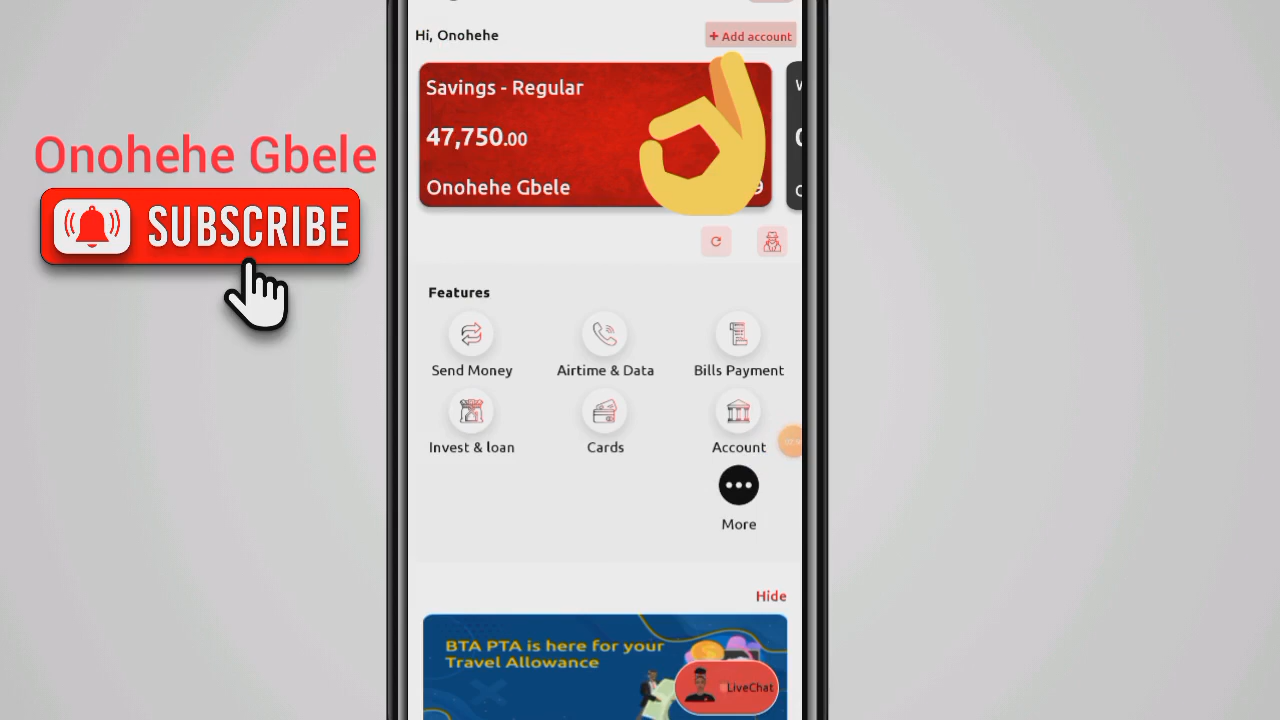 Hi, Onohehe
+ Add account
Savings - Regular
47,750.00
Onohehe Gbele
9
Onohehe Gbele
SUBSCRIBE
Features
Send Money
Airtime & Data
Bills Payment
Invest & loan
Cards
Account
More
Hide
BTA PTA is here for your
Travel Allowance
LiveChat